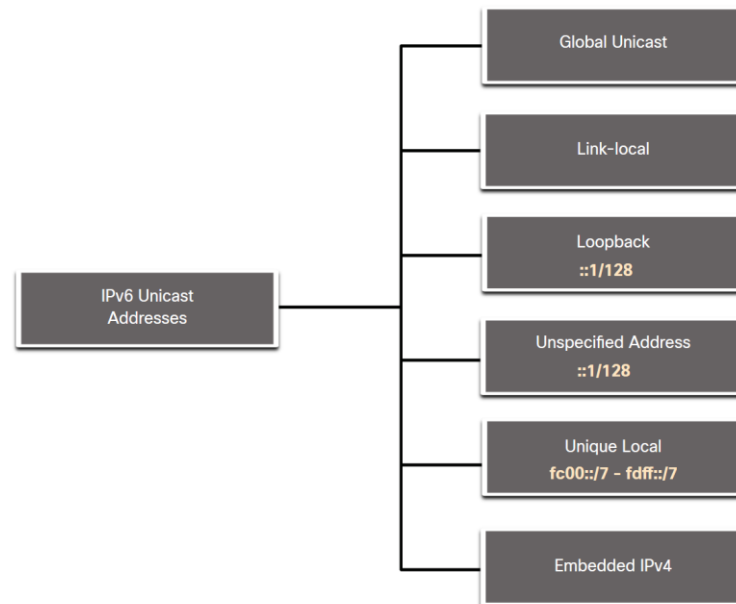 Global Unicast
Link-local
Loopback
::1/128
IPv6 Unicast
Addresses
Unspecified Address
::1/128
Unique Local
fc00::/7 - fdff::/7
Embedded IPv4